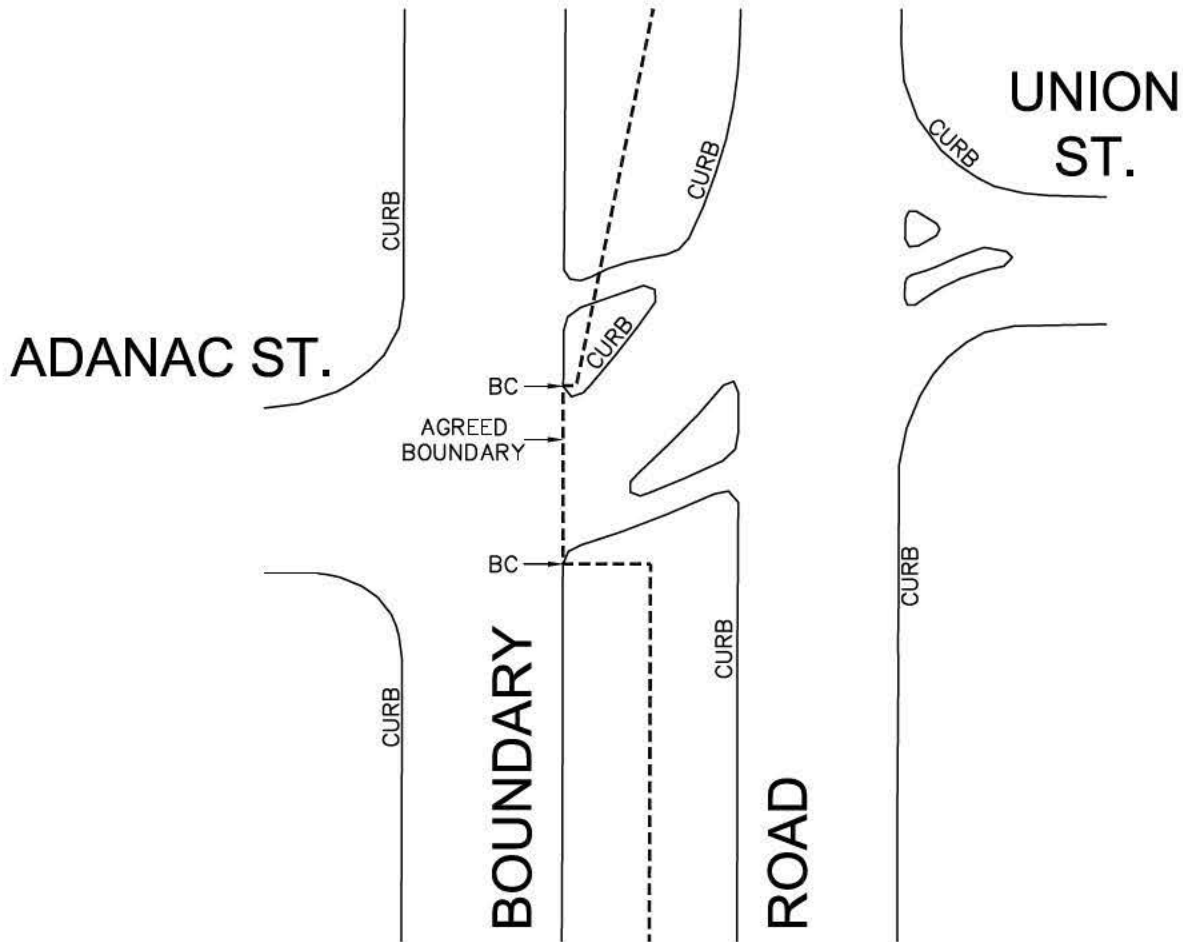 UNION
ST.
CURB
CURB
CURB
ADANAC ST.
CURB
BC
AGREED
BOUNDARY
BC
CURB
CURB
CURB
BOUNDARY
ROAD